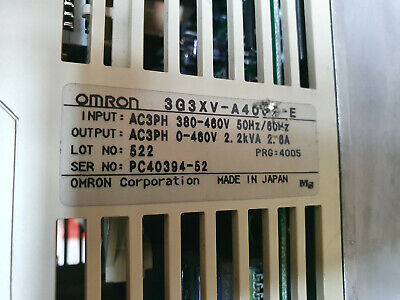 OMRON
INPUT: AC3PH 380-460V 50Hz/60Hz
OUTPUT: AC3PH 0-460V 2.2kVA 2.6A
LOT NO: 522 PRG: 4005
SER NO: PC40394-52
OMRON Corporation MADE IN JAPAN